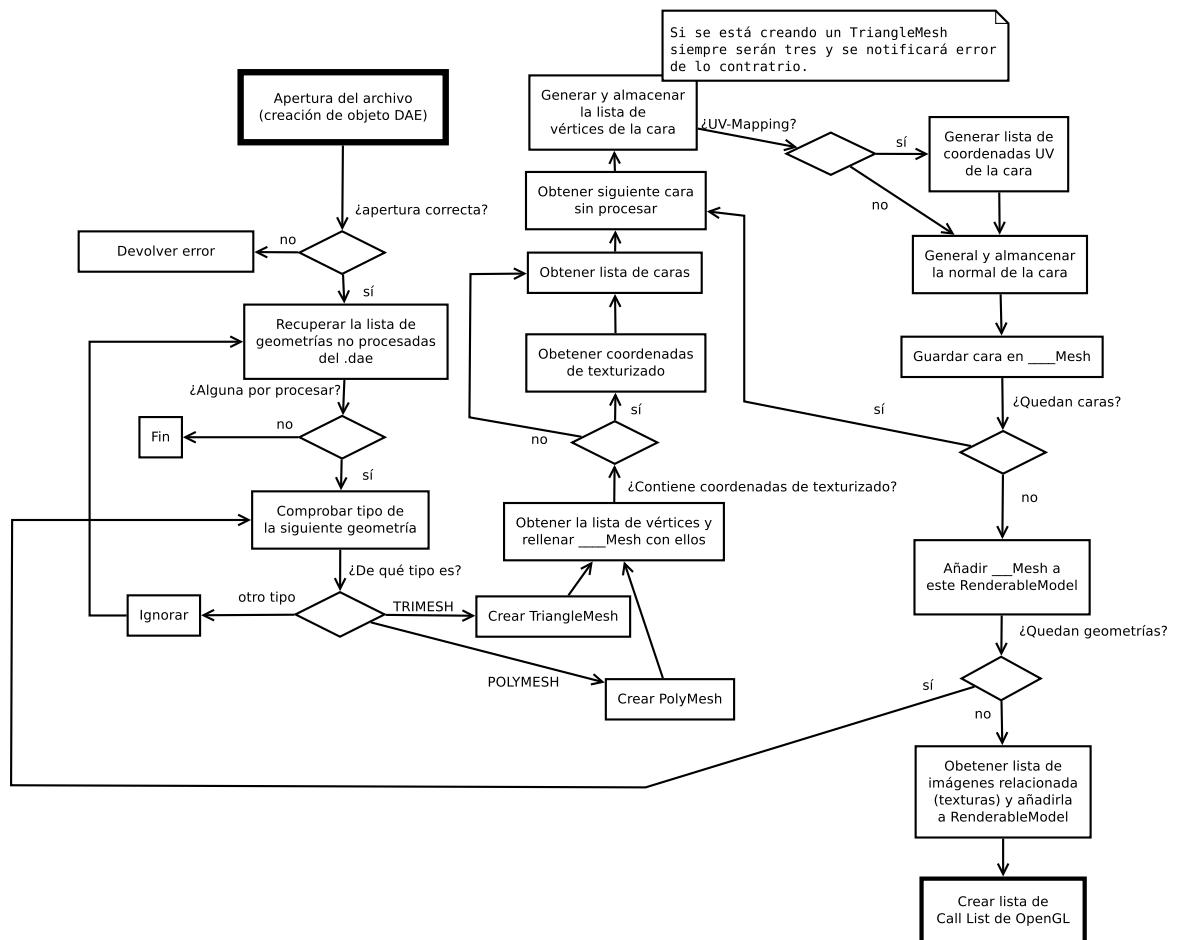 Si se está creando un TriangleMesh
siempre serán tres y se notificará error
de lo contratrio.
Apertura del archivo
(creación de objeto DAE)
¿apertura correcta?
no
Devolver error
sí
Recuperar la lista de
geometrías no procesadas
del .dae
¿Alguna por procesar?
no
Fin
sí
Comprobar tipo de
la siguiente geometría
¿De qué tipo es?
otro tipo
Ignorar
TRIMESH
Crear TriangleMesh
POLYMESH
Crear PolyMesh
Obtener la lista de vértices y
rellenar ____Mesh con ellos
¿Contiene coordenadas de texturizado?
no
sí
Obetener coordenadas
de texturizado
Obtener lista de caras
Obtener siguiente cara
sin procesar
Generar y almacenar
la lista de
vértices de la cara
¿UV-Mapping?
sí
no
Generar lista de
coordenadas UV
de la cara
General y almancenar
la normal de la cara
Guardar cara en ____Mesh
¿Quedan caras?
sí
no
Añadir ___Mesh a
este RenderableModel
¿Quedan geometrías?
sí
no
Obetener lista de
imágenes relacionada
(texturas) y añadirla
a RenderableModel
Crear lista de
Call List de OpenGL